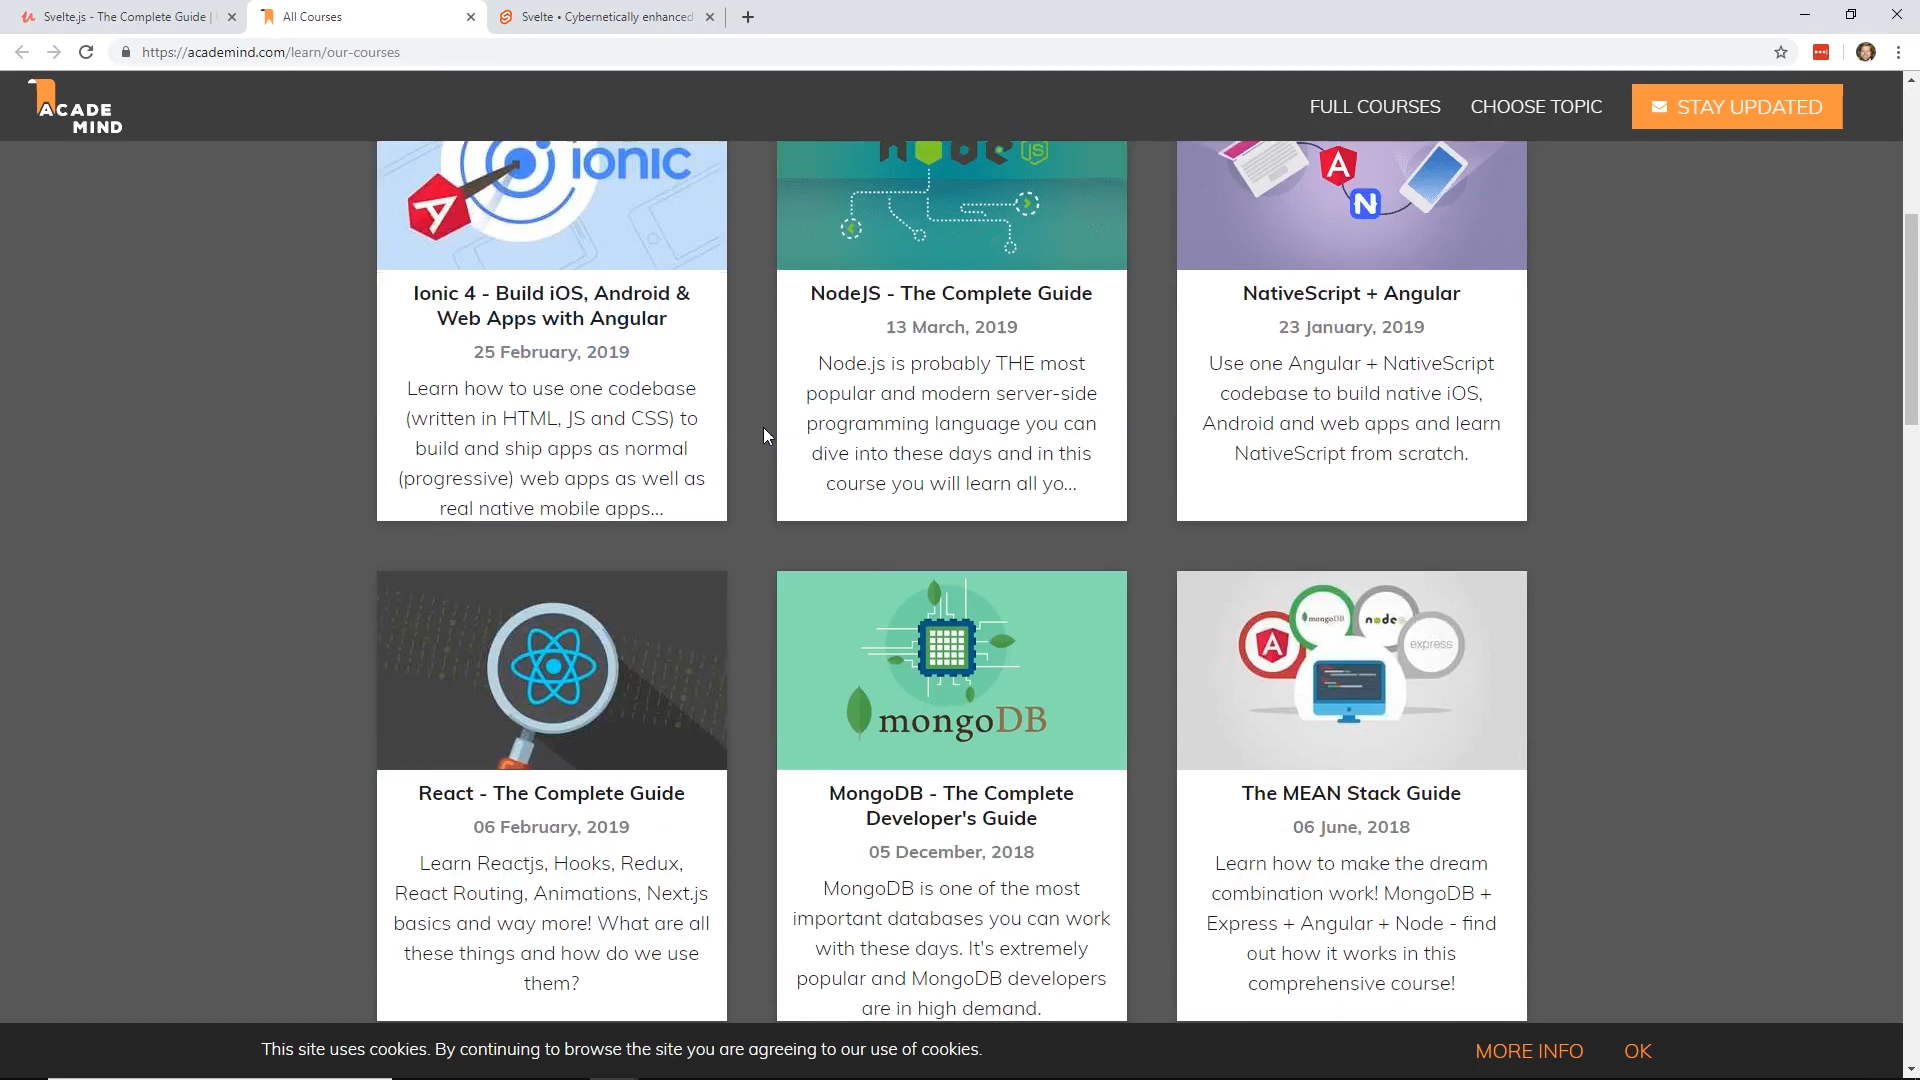 Svelte.js - The Complete Guide |
All Courses
Svelte • Cybernetically enhanced
https://academind.com/learn/our-courses
ACADE
MIND
FULL COURSES
CHOOSE TOPIC
STAY UPDATED
IONIC
node
JS
N
Ionic 4 - Build iOS, Android &
Web Apps with Angular
25 February, 2019
Learn how to use one codebase
(written in HTML, JS and CSS) to
build and ship apps as normal
(progressive) web apps as well as
real native mobile apps...
NodeJS - The Complete Guide
13 March, 2019
Node.js is probably THE most
popular and modern server-side
programming language you can
dive into these days and in this
course you will learn all yo...
NativeScript + Angular
23 January, 2019
Use one Angular + NativeScript
codebase to build native iOS,
Android and web apps and learn
NativeScript from scratch.
mongoDB
mongoDB
node
express
React - The Complete Guide
06 February, 2019
Learn Reactjs, Hooks, Redux,
React Routing, Animations, Next.js
basics and way more! What are all
these things and how do we use
them?
MongoDB - The Complete
Developer's Guide
05 December, 2018
MongoDB is one of the most
important databases you can work
with these days. It's extremely
popular and MongoDB developers
are in high demand.
The MEAN Stack Guide
06 June, 2018
Learn how to make the dream
combination work! MongoDB +
Express + Angular + Node - find
out how it works in this
comprehensive course!
This site uses cookies. By continuing to browse the site you are agreeing to our use of cookies.
MORE INFO
OK